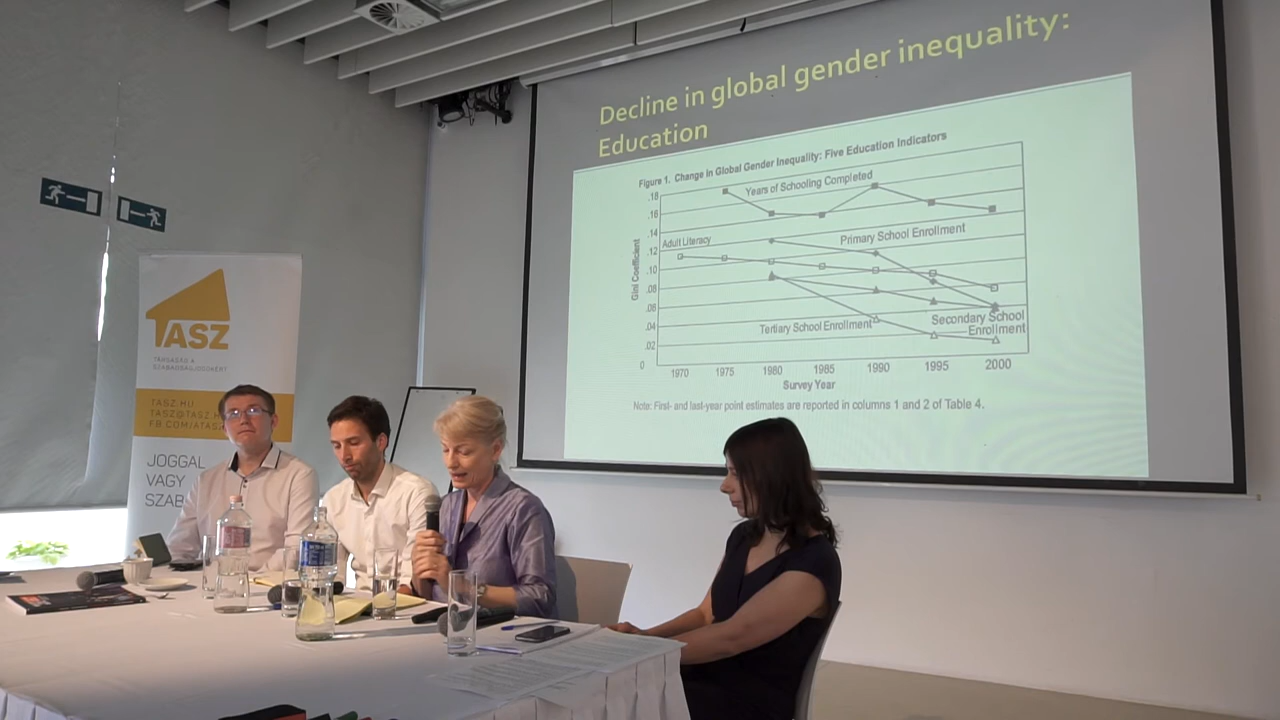 Decline in global gender inequality:
Education
Figure 1. Change in Global Gender Inequality: Five Education Indicators
.18
.16
.14
.12
.10
.08
.06
.04
.02
0
Gini Coefficient
Years of Schooling Completed
Adult Literacy
Primary School Enrollment
Tertiary School Enrollment
Secondary School
Enrollment
1970 1975 1980 1985 1990 1995 2000
Survey Year
Note: First- and last-year point estimates are reported in columns 1 and 2 of Table 4.
TASZ
TÁRSASÁG A
SZABADSÁGJOGOKÉRT
TASZ.HU
TASZ@TASZ.H
FB.COM/ATASZ
JOGGAL
VAGY
SZAB